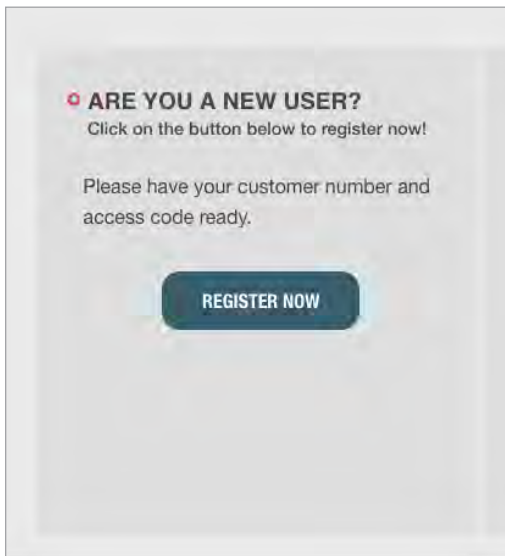 ARE YOU A NEW USER?
Click on the button below to register now!
Please have your customer number and
access code ready.
REGISTER NOW